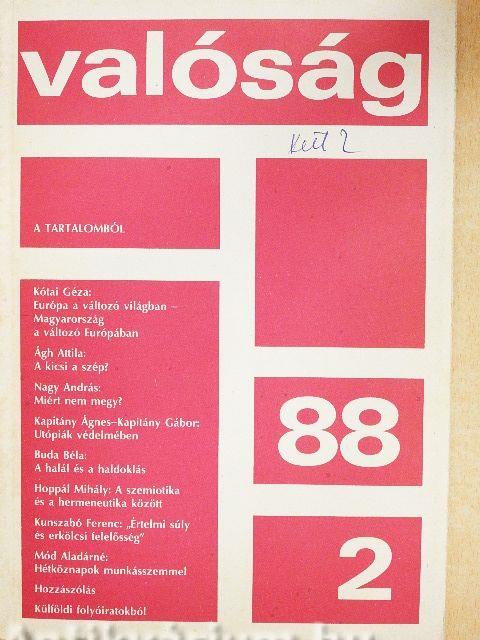 valóság
Kett 2
A TARTALOMBÓL
Kótai Géza:
Európa a változó világban –
Magyarország
a változó Európában
Ágh Attila:
A kicsi a szép?
Nagy András:
Miért nem megy?
Kapitány Ágnes–Kapitány Gábor:
Utópiák védelmében
Buda Béla:
A halál és a haldoklás
Hoppál Mihály: A szemiotika
és a hermeneutika között
Kunszabó Ferenc: „Értelmi súly
és erkölcsi felelősség"
Mód Aladárné:
Hétköznapok munkásszemmel
Hozzászólás
Külföldi folyóiratokból
88
2